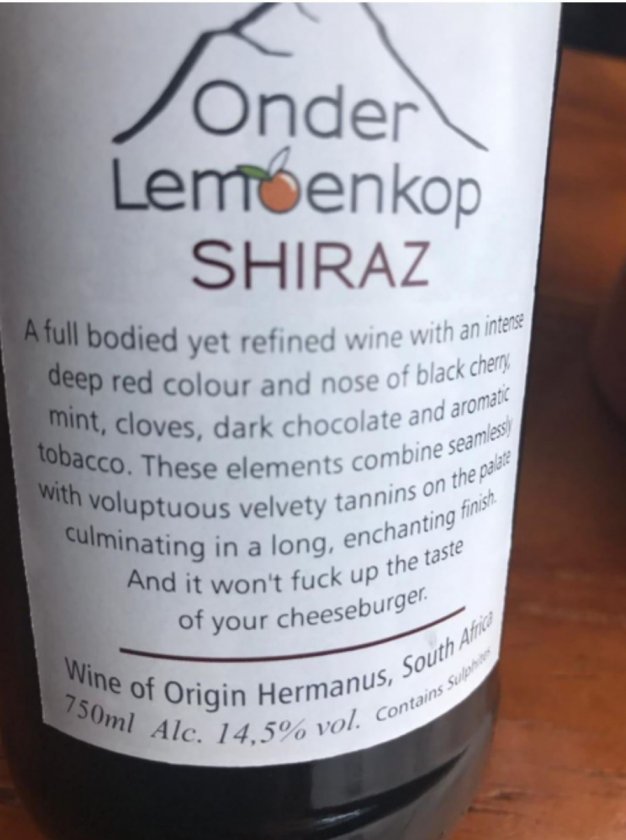 Onder
Lemoenkop
SHIRAZ
A full bodied yet refined wine with an intense
deep red colour and nose of black cherry,
mint, cloves, dark chocolate and aromatic
tobacco. These elements combine seamlessly
with voluptuous velvety tannins on the palate
culminating in a long, enchanting finish.
And it won't fuck up the taste
of your cheeseburger.
Wine of Origin Hermanus, South Africa
750ml Alc. 14,5% vol. Contains Sulphites